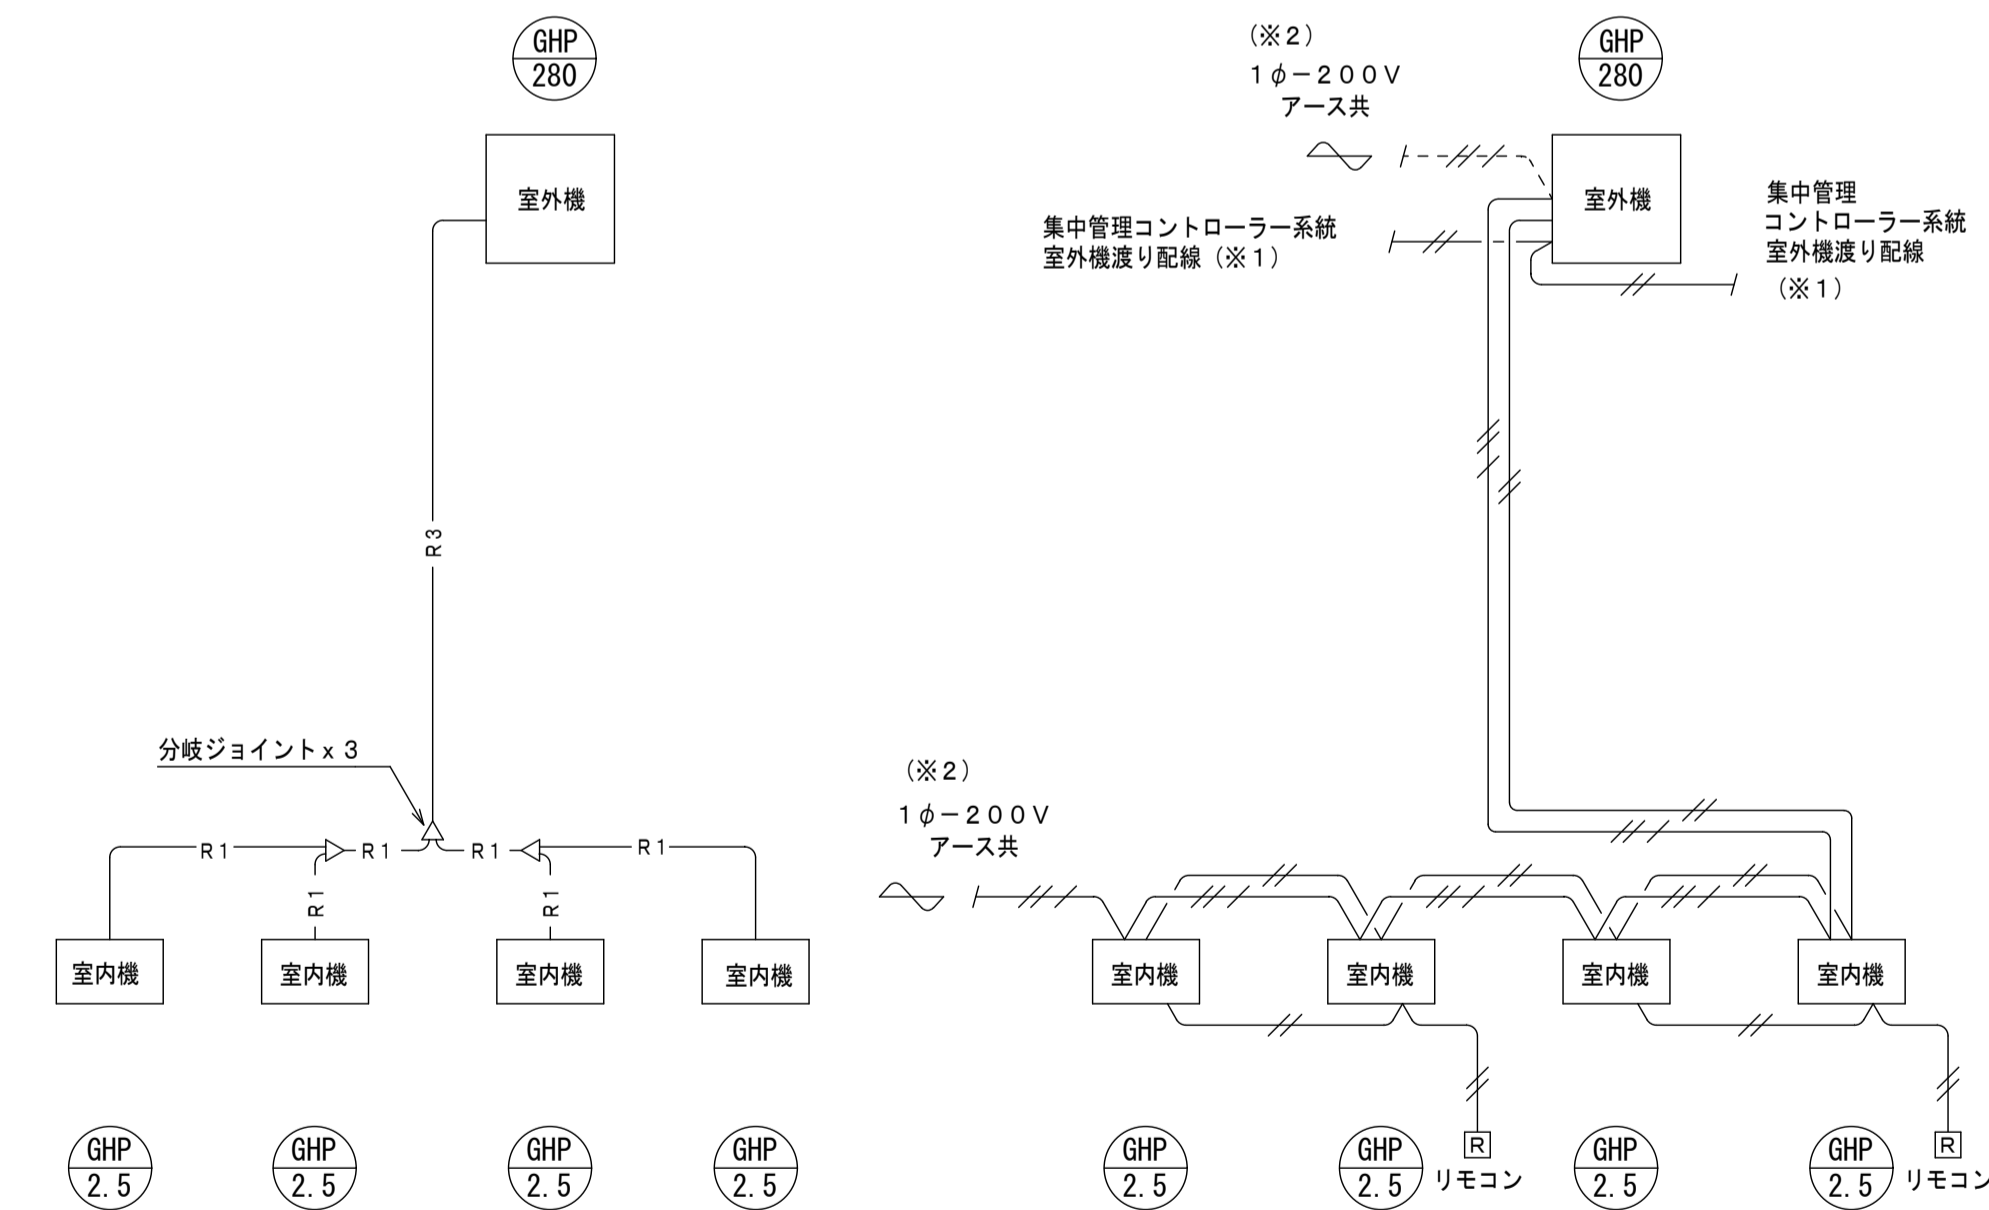 GHP
280
室外機
R3
分岐ジョイントx３
R1
R1
R1
R1
R1
R1
室内機
室内機
室内機
室内機
GHP
2.5
GHP
2.5
GHP
2.5
GHP
2.5
（※２）
１φ－２００Ｖ
アース共
GHP
280
室外機
集中管理コントローラー系統
室外機渡り配線（※１）
集中管理
コントローラー系統
室外機渡り配線
（※１）
（※２）
１φ－２００Ｖ
アース共
室内機
室内機
室内機
室内機
GHP
2.5
GHP
2.5
R
リモコン
GHP
2.5
GHP
2.5
R
リモコン